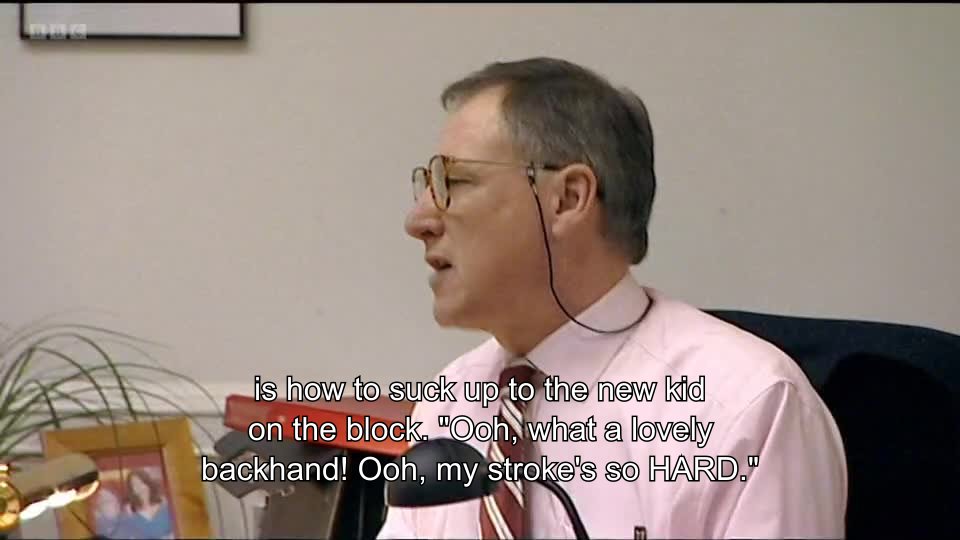 BBC
is how to suck up to the new kid
on the block. "Ooh, what a lovely
backhand! Ooh, my stroke's so HARD."